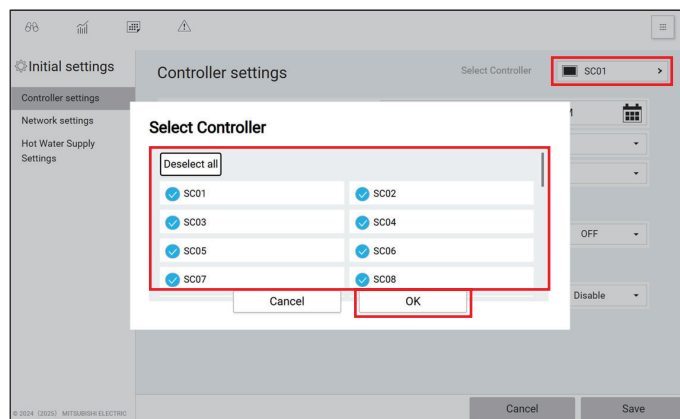 Initial settings
Controller settings
Select Controller
SC01
Controller settings
Network settings
Hot Water Supply
Settings
Select Controller
Deselect all
SC01
SC02
SC03
SC04
SC05
SC06
SC07
SC08
Cancel
OK
OFF
Disable
Cancel
Save
© 2024 (2025) MITSUBISHI ELECTRIC